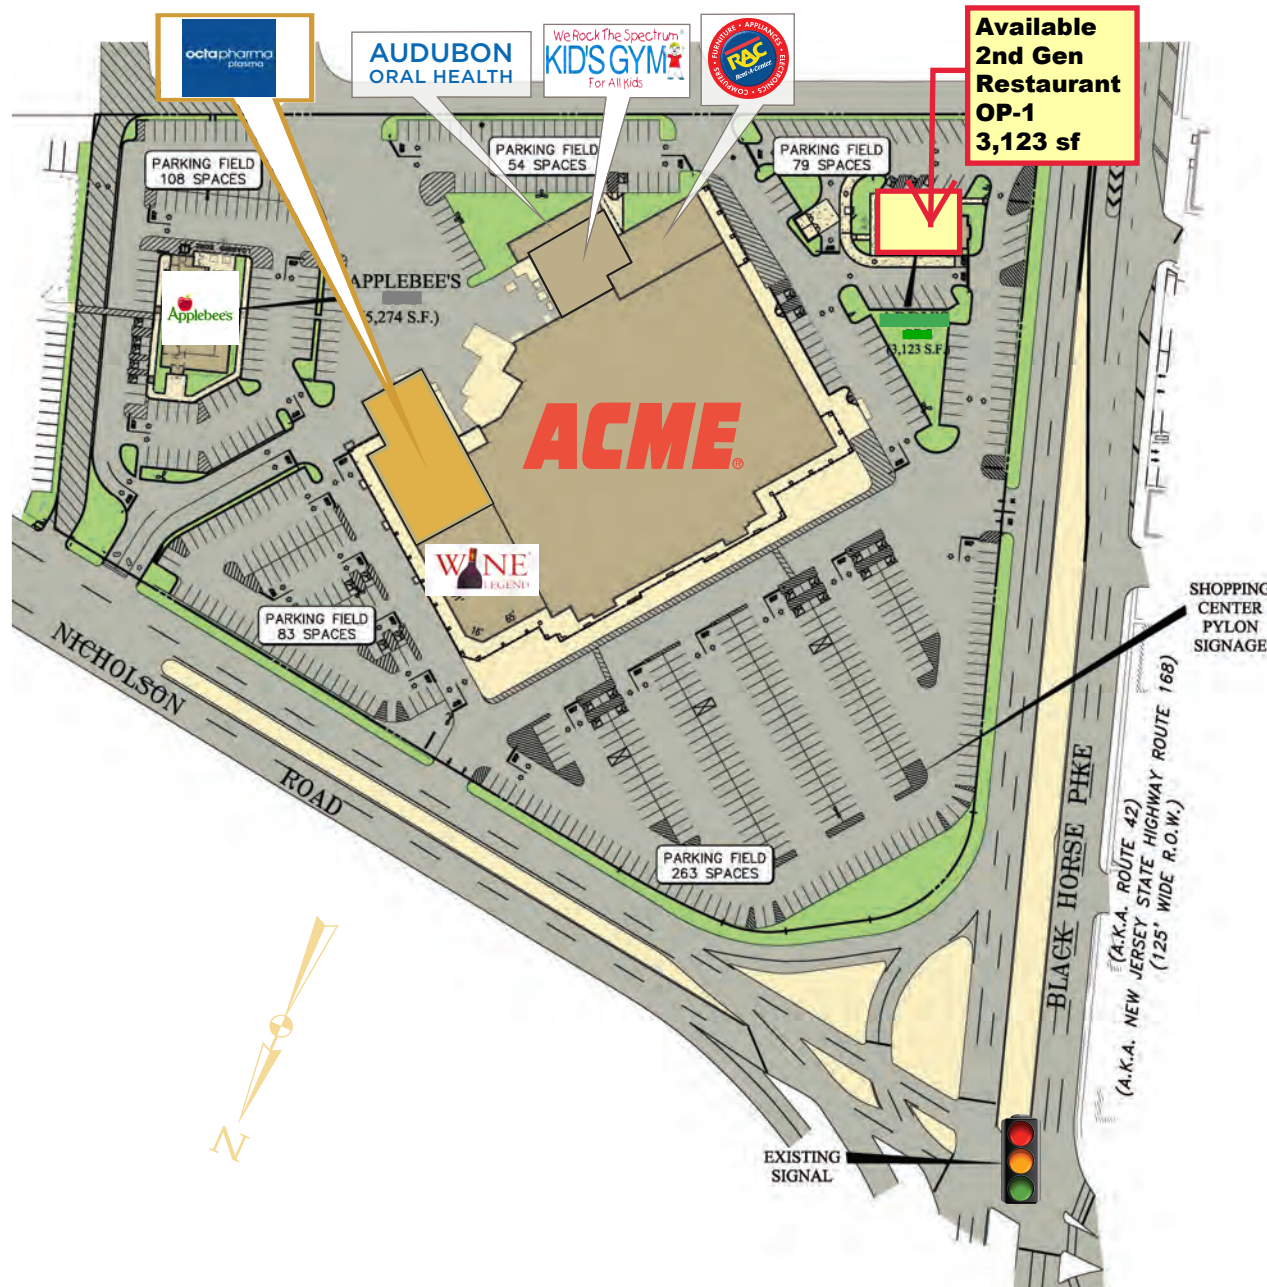 octapharma
plasma
AUDUBON
ORAL HEALTH
We Rock The Spectrum
KID'S GYM
For All Kids
FURNITURE • APPLIANCES • ELECTRONICS • COMPUTERS
RAC
Rent-A-Center
Available
2nd Gen
Restaurant
OP-1
3,123 sf
PARKING FIELD
108 SPACES
PARKING FIELD
54 SPACES
PARKING FIELD
79 SPACES
APPLEBEE'S
5,274 S.F.)
Applebee's
(3,123 S.F.)
ACME®
WINE
LEGEND
16'
65'
PARKING FIELD
83 SPACES
SHOPPING
CENTER
PYLON
SIGNAGE
NICHOLSON ROAD
PARKING FIELD
263 SPACES
BLACK HORSE PIKE
(A.K.A. ROUTE 42)
(A.K.A. NEW JERSEY STATE HIGHWAY ROUTE 168)
(125' WIDE R.O.W.)
N
EXISTING
SIGNAL